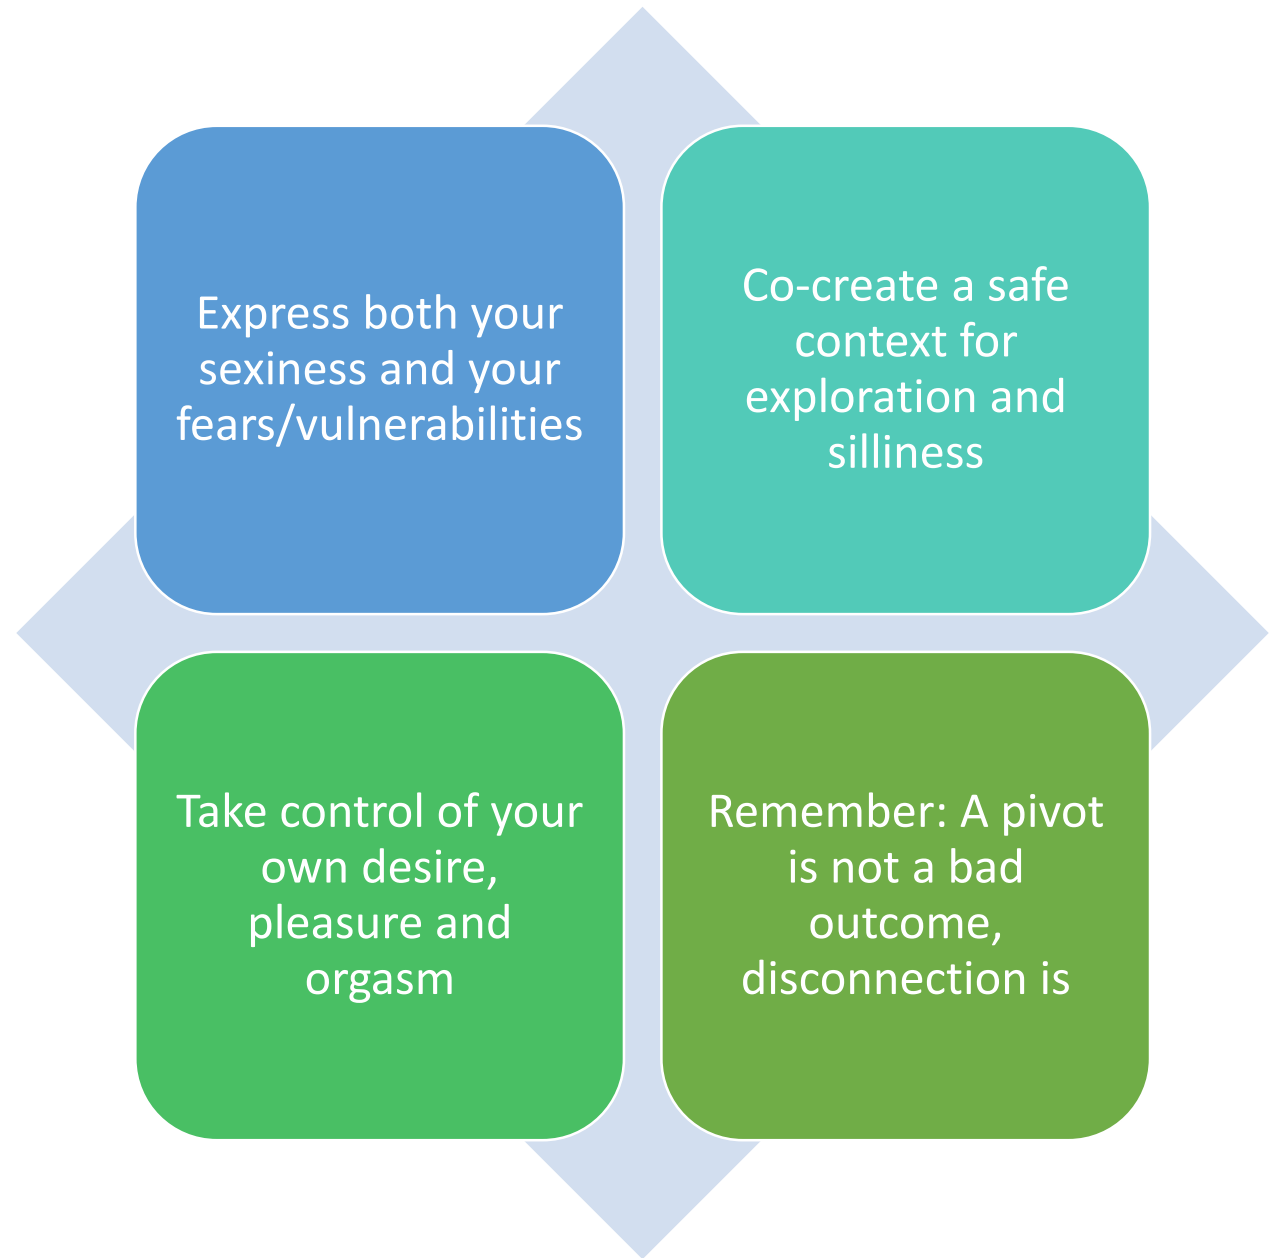 Express both your
sexiness and your
fears/vulnerabilities
Co-create a safe
context for
exploration and
silliness
Take control of your
own desire,
pleasure and
orgasm
Remember: A pivot
is not a bad
outcome,
disconnection is